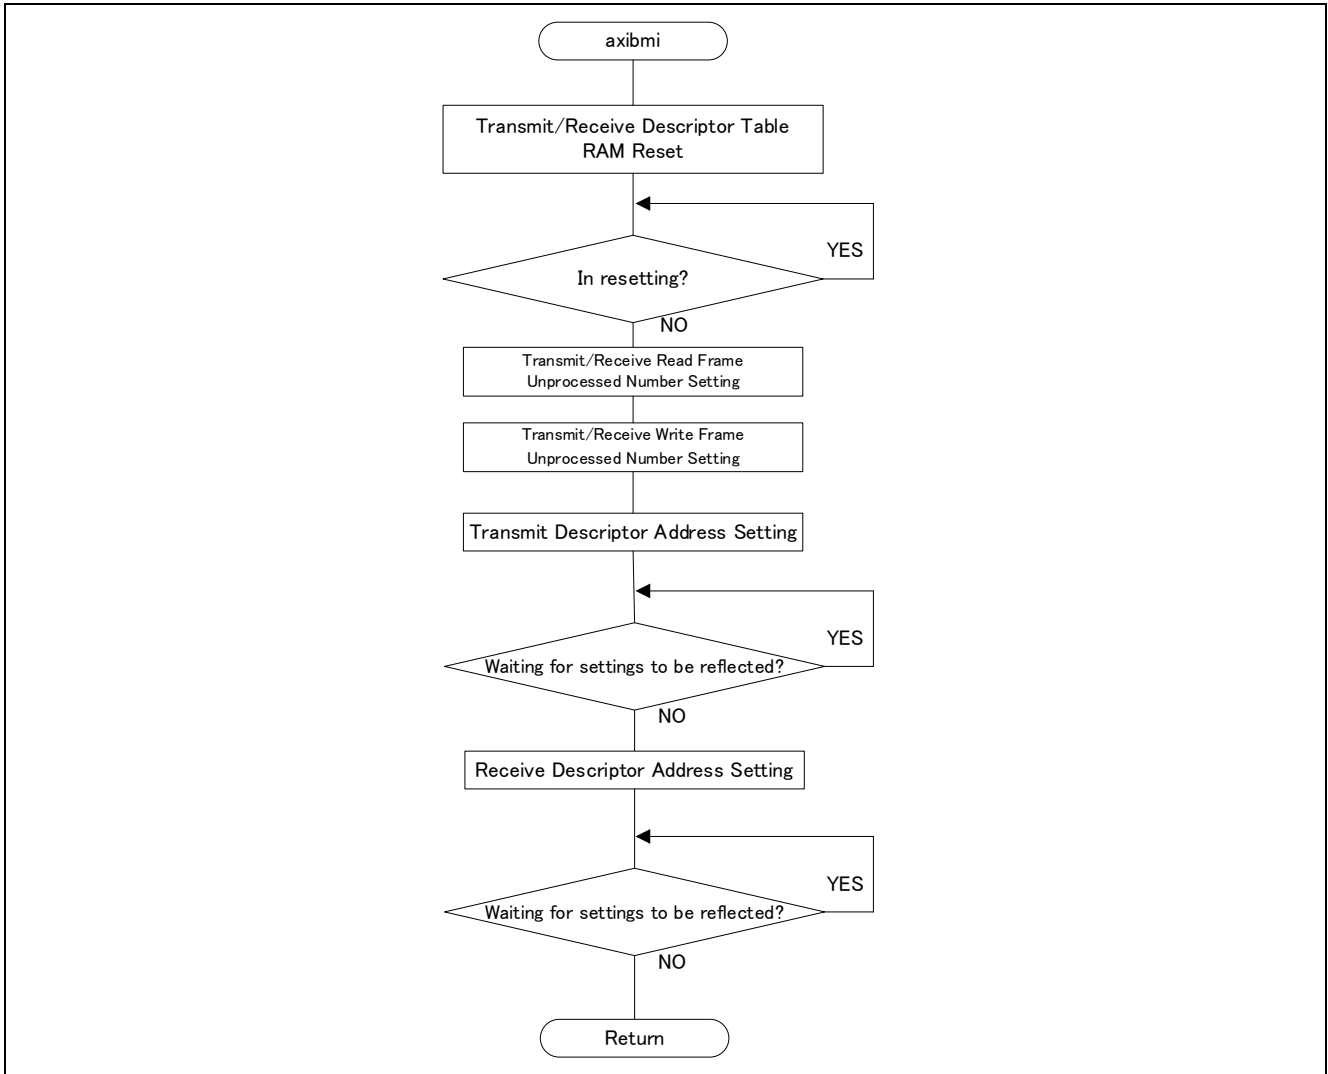 axibmi
Transmit/Receive Descriptor Table
RAM Reset
YES
In resetting?
NO
Transmit/Receive Read Frame
Unprocessed Number Setting
Transmit/Receive Write Frame
Unprocessed Number Setting
Transmit Descriptor Address Setting
YES
Waiting for settings to be reflected?
NO
Receive Descriptor Address Setting
YES
Waiting for settings to be reflected?
NO
Return